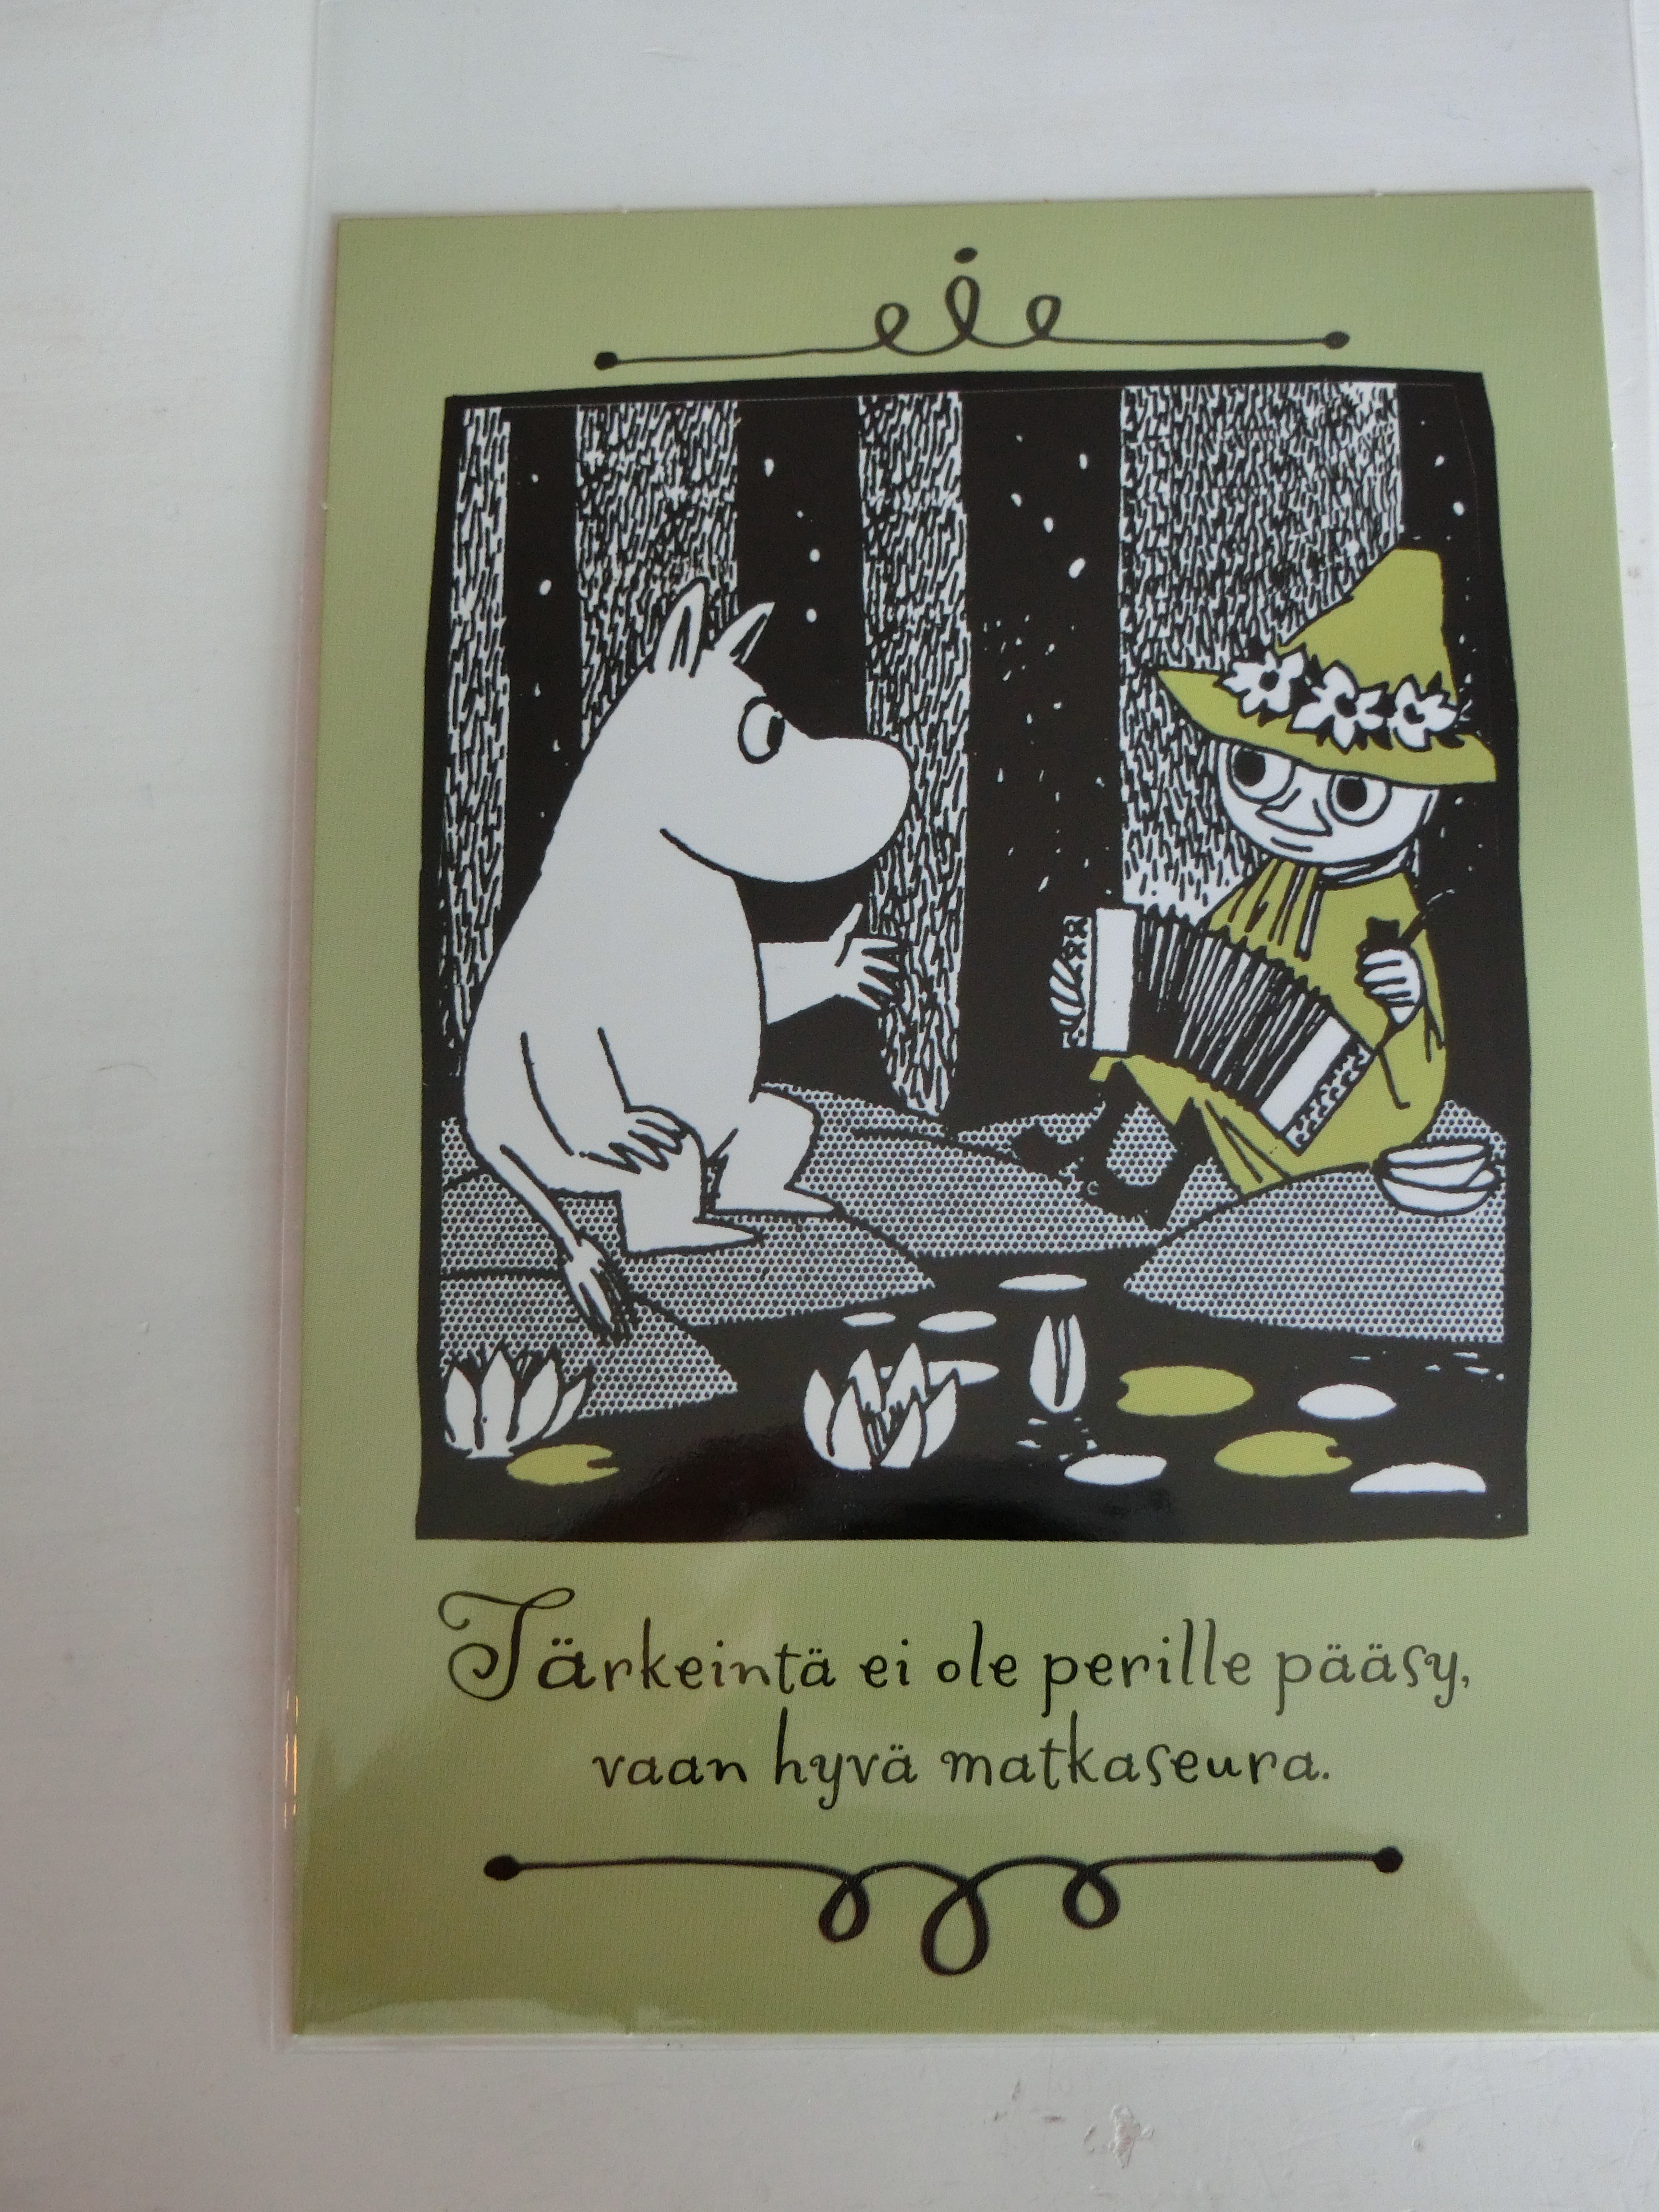 Tärkeintä ei ole perille pääsy,
vaan hyvä matkaseura.